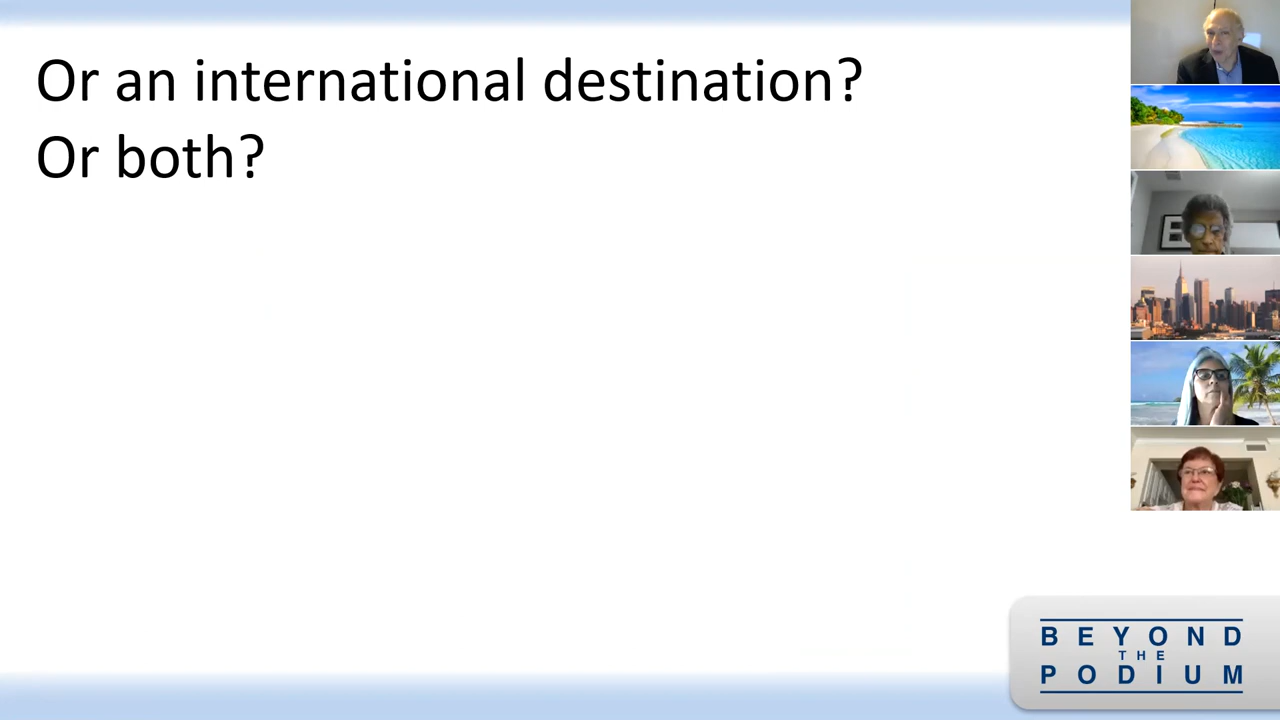 Or an international destination?
Or both?
BEYOND
THE
PODIUM